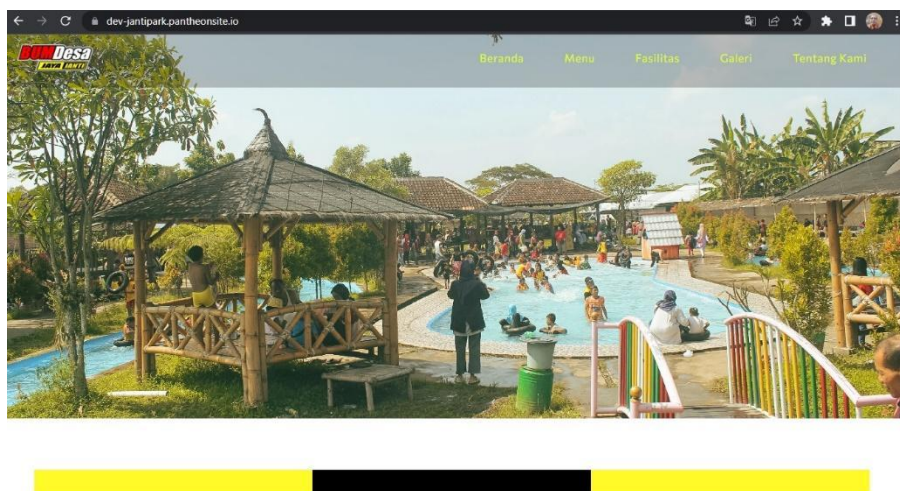 dev-jantipark.pantheonsite.io
BUMDesa
JAYA JANTI
Beranda Menu Fasilitas Galeri Tentang Kami